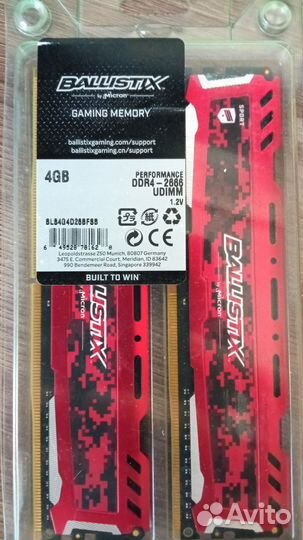 BALLISTIX
by Micron
GAMING MEMORY
ballistixgaming.com/support
ballistixgaming.cn/support
4GB
PERFORMANCE
DDR4-2666
UDIMM
1.2V
Leopoldstrasse 250 Munich, 80807 Germany
3475 E. Commercial Court, Meridian, ID 83642
990 Bendemeer Road, Singapore 339942
BUILT TO WIN
SPORT
BALLISTIX
by Micron
BALLISTIX
by Micron
Avito